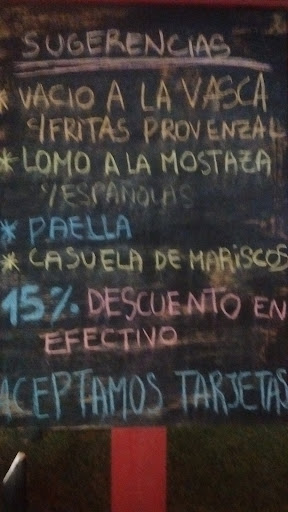 SUGERENCIAS
* VACIO A LA VASCA
S/FRITAS PROVENZAL
* LOMO A LA MOSTAZA
Y/ESPAÑOLAS
* PAELLA
* CASUELA DE MARISCOS
15% DESCUENTO EN
EFECTIVO
ACEPTAMOS TARJETAS